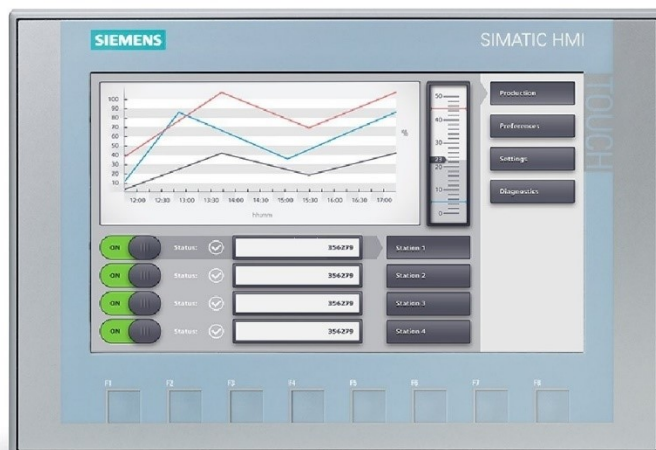 SIEMENS
SIMATIC HMI
TOUCH
100
90
80
70
60
50
40
30
20
10
12:00 12:30 13:00 13:30 14:00 14:30 15:00 15:30 16:00 16:30 17:00
%
50
40
30
23
20
10
0
Production
Preferences
Settings
Diagnostics
ON Status: 356279 Station 1
ON Status: 356279 Station 2
ON Status: 356279 Station 3
ON Status: 356279 Station 4
F1 F2 F3 F4 F5 F6 F7 F8